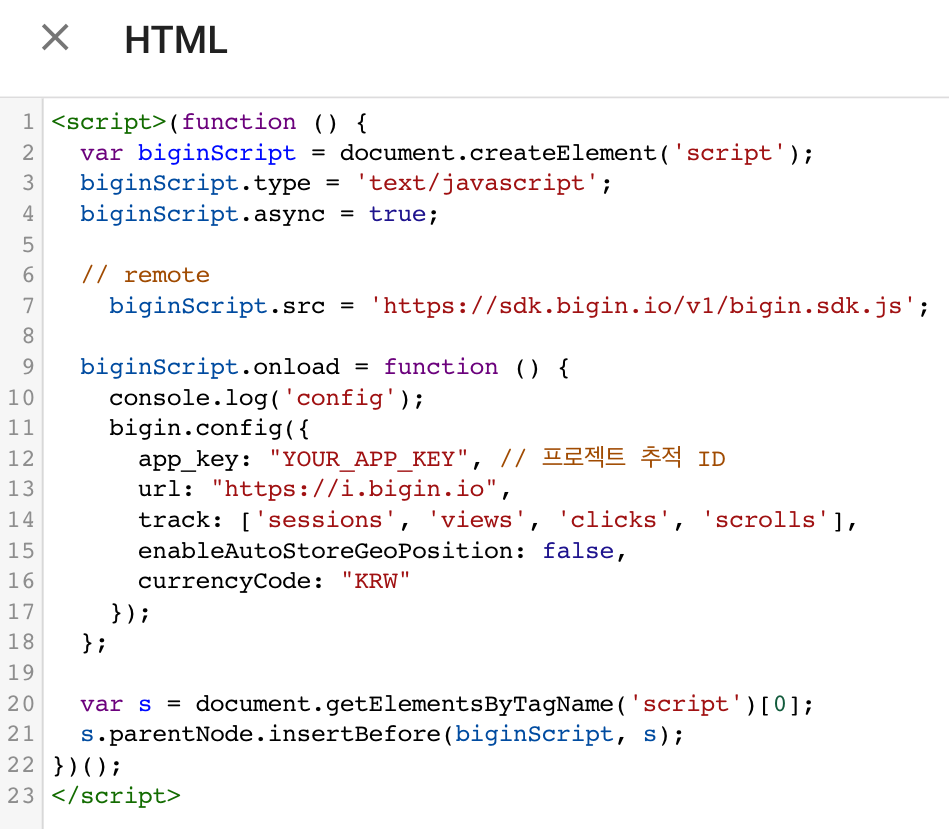 HTML
1 <script>(function () {
2   var biginScript = document.createElement('script');
3   biginScript.type = 'text/javascript';
4   biginScript.async = true;
5
6   // remote
7     biginScript.src = 'https://sdk.bigin.io/v1/bigin.sdk.js';
8
9   biginScript.onload = function () {
10     console.log('config');
11     bigin.config({
12       app_key: "YOUR_APP_KEY", // 프로젝트 추적 ID
13       url: "https://i.bigin.io",
14       track: ['sessions', 'views', 'clicks', 'scrolls'],
15       enableAutoStoreGeoPosition: false,
16       currencyCode: "KRW"
17     });
18   };
19
20   var s = document.getElementsByTagName('script')[0];
21   s.parentNode.insertBefore(biginScript, s);
22 })();
23 </script>